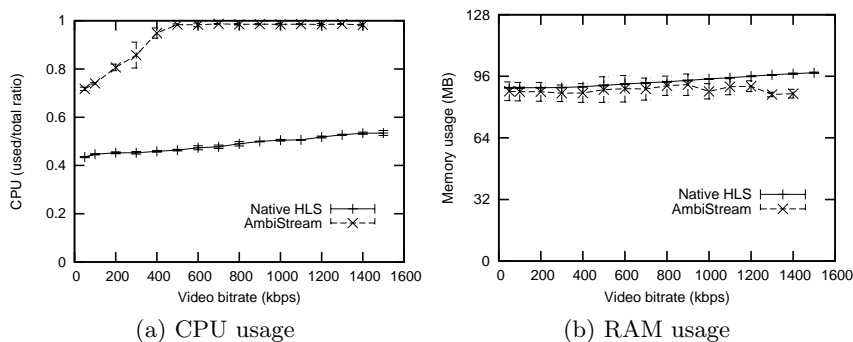 1
0.8
0.6
0.4
0.2
0
CPU (used/total ratio)
Native HLS
AmbiStream
0 200 400 600 800 1000 1200 1400 1600
Video bitrate (kbps)
(a) CPU usage
128
96
64
32
0
Memory usage (MB)
Native HLS
AmbiStream
0 200 400 600 800 1000 1200 1400 1600
Video bitrate (kbps)
(b) RAM usage